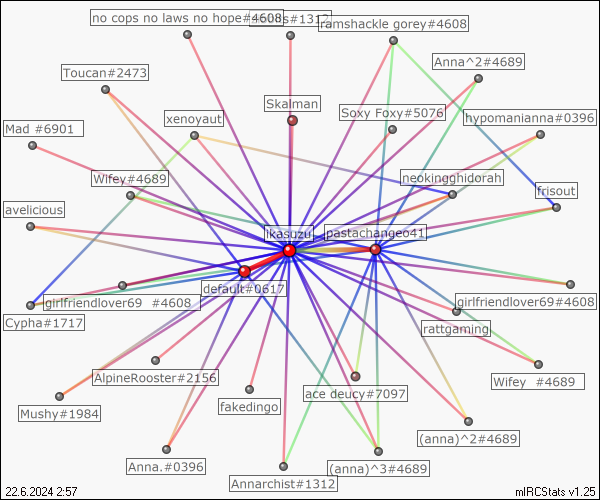 no cops no laws no hope#4608
#1312
ramshackle gorey#4608
Anna^2#4689
Toucan#2473
Skalman
Soxy Foxy#5076
hypomanianna#0396
xenoyaut
Mad #6901
Wifey#4689
neokingghidorah
frisout
avelicious
ikasuzu
pastachangeo41
default#0617
girlfriendlover69 #4608
girlfriendlover69#4608
Cypha#1717
rattgaming
AlpineRooster#2156
ace deucy#7097
Wifey #4689
Mushy#1984
fakedingo
(anna)^2#4689
Anna.#0396
Annarchist#1312
(anna)^3#4689
22.6.2024 2:57
mIRCStats v1.25